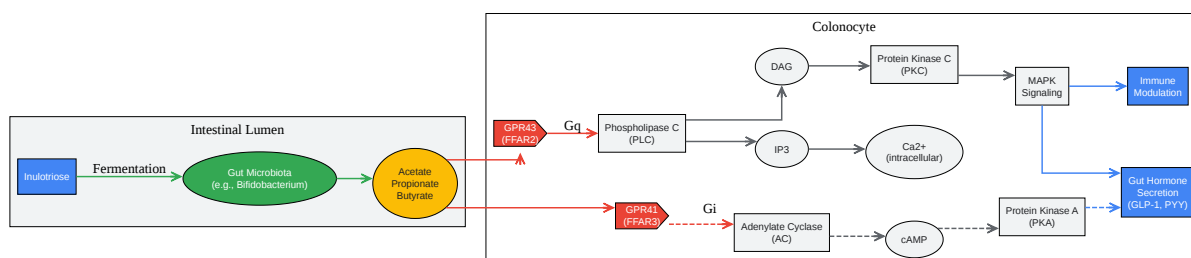 Colonocyte
Intestinal Lumen
Inulotriose
Fermentation
Gut Microbiota
(e.g., Bifidobacterium)
Acetate
Propionate
Butyrate
GPR43
(FFAR2)
Gq
Phospholipase C
(PLC)
DAG
Protein Kinase C
(PKC)
MAPK
Signaling
Immune
Modulation
IP3
Ca2+
(intracellular)
GPR41
(FFAR3)
Gi
Adenylate Cyclase
(AC)
cAMP
Protein Kinase A
(PKA)
Gut Hormone
Secretion
(GLP-1, PYY)